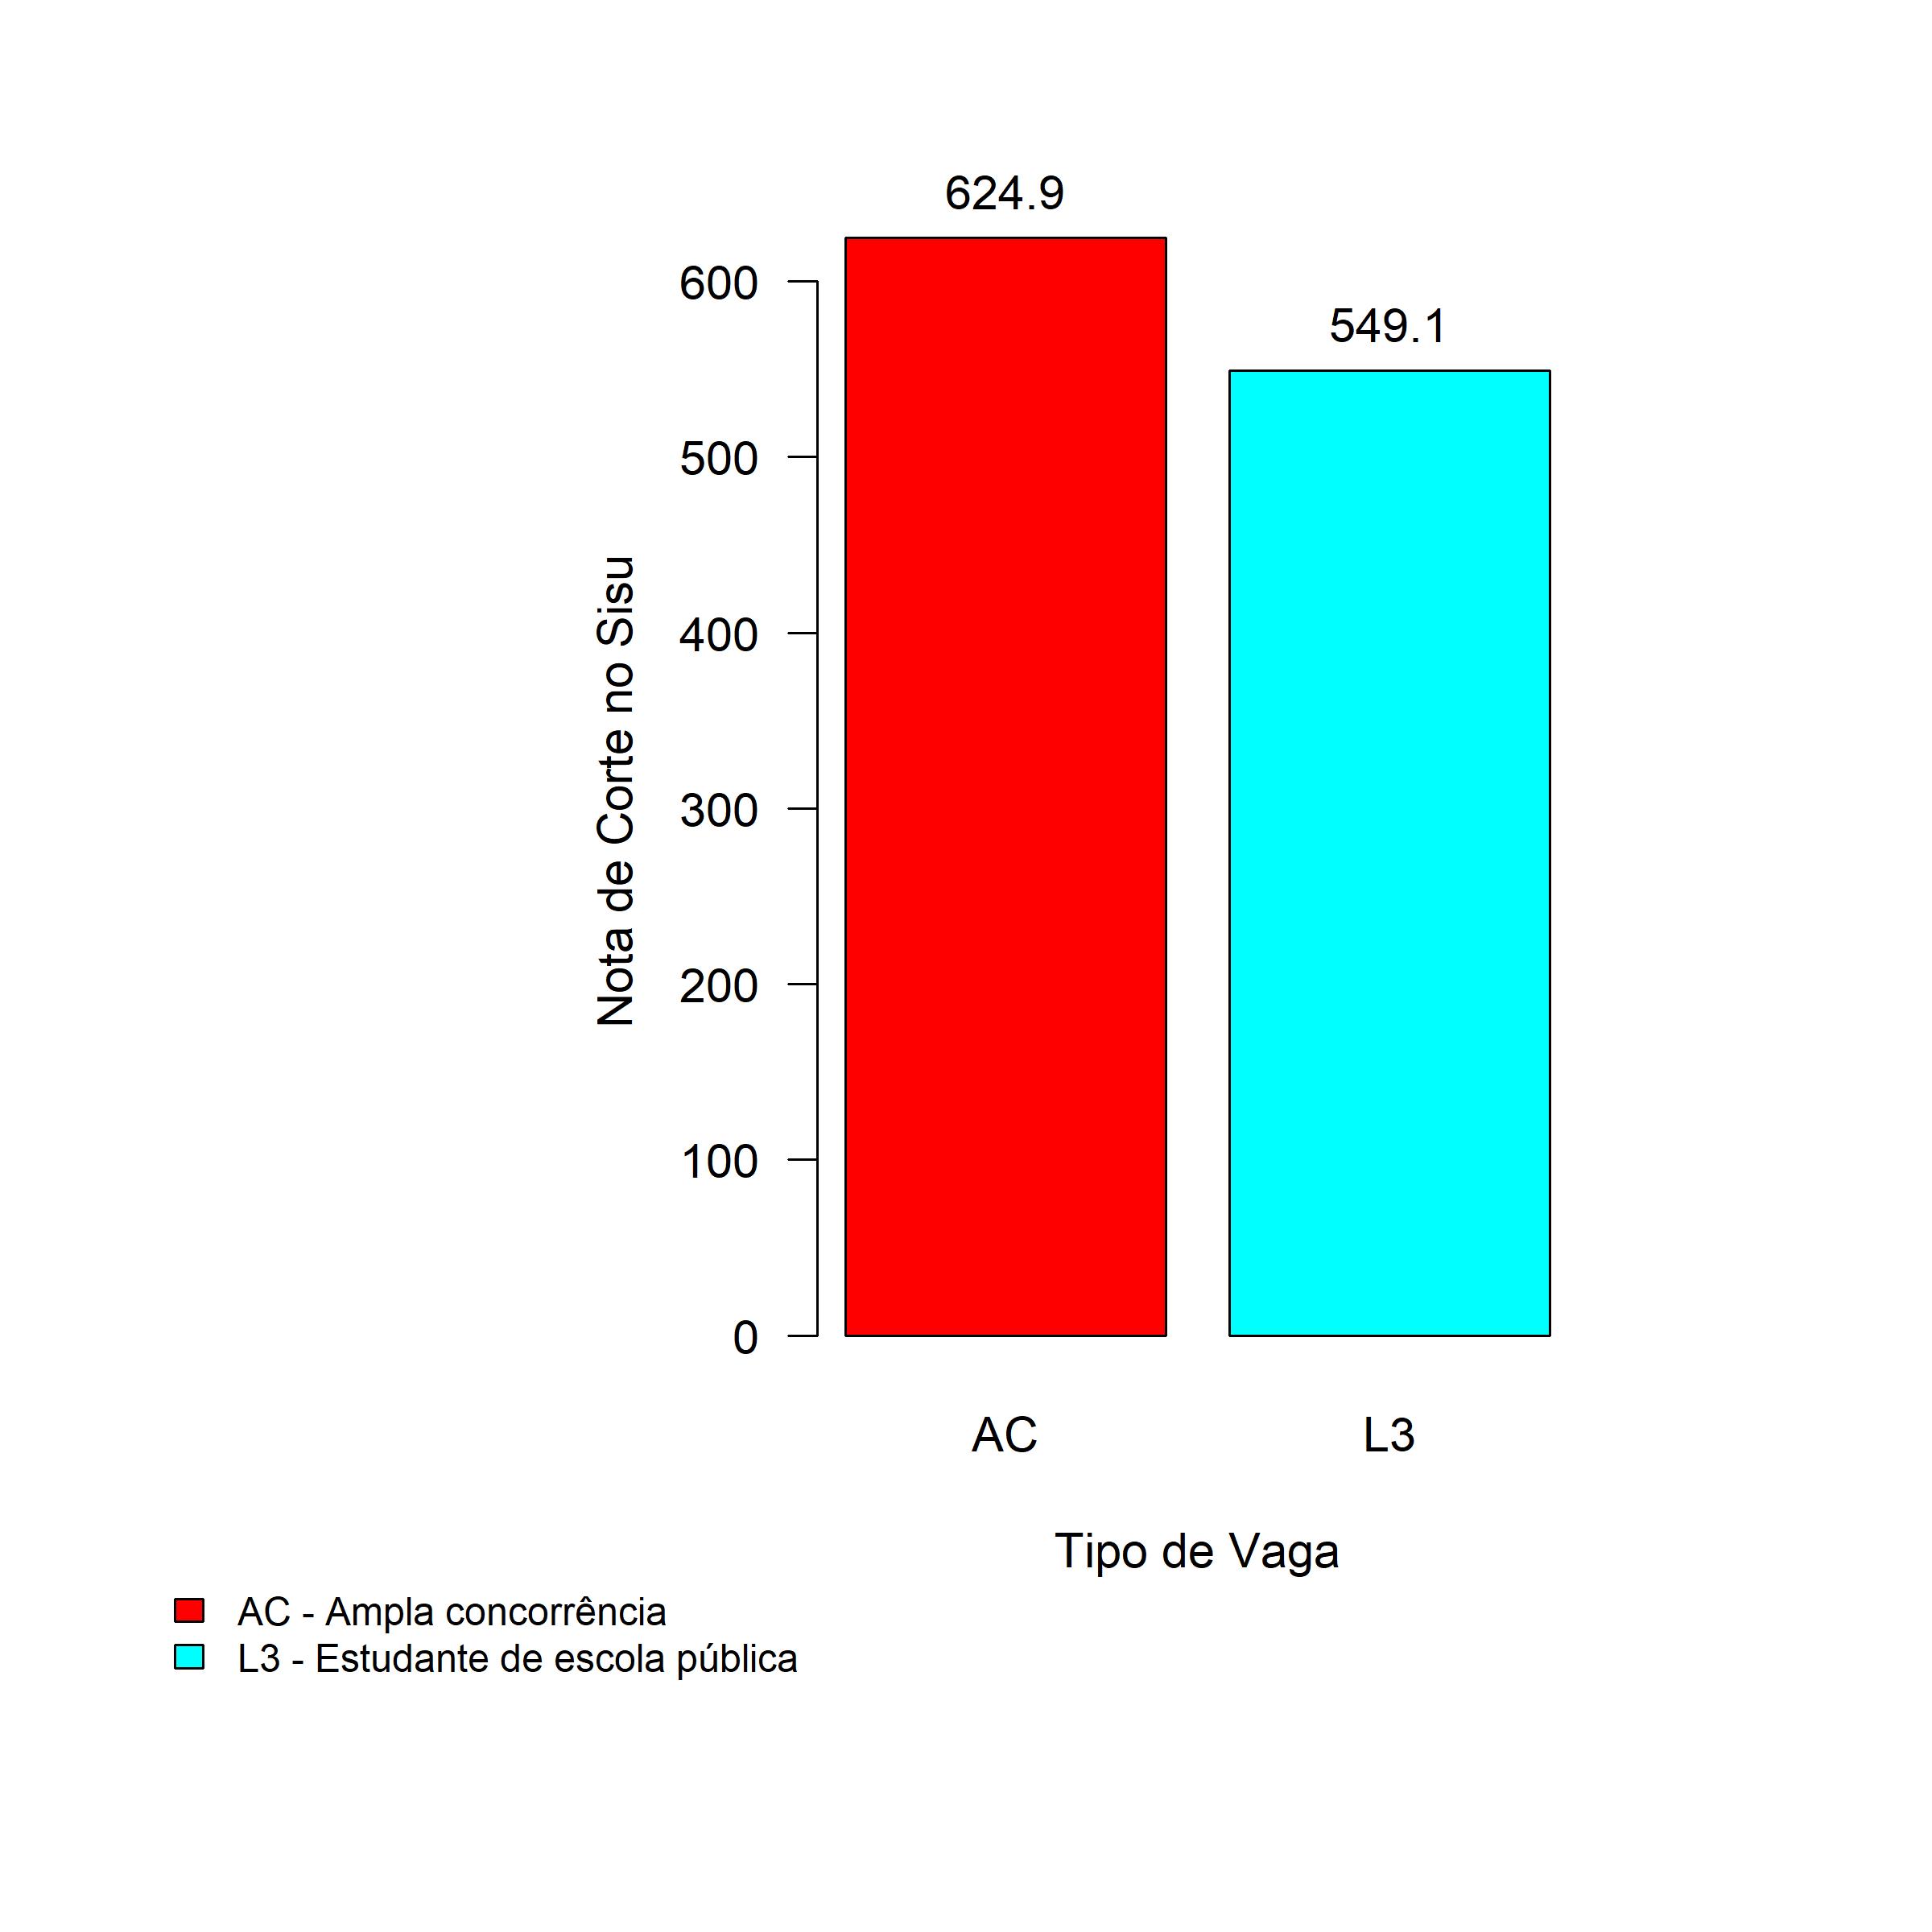 624.9
549.1
600
500
400
300
200
100
0
Nota de Corte no Sisu
AC
L3
Tipo de Vaga
AC - Ampla concorrência
L3 - Estudante de escola pública